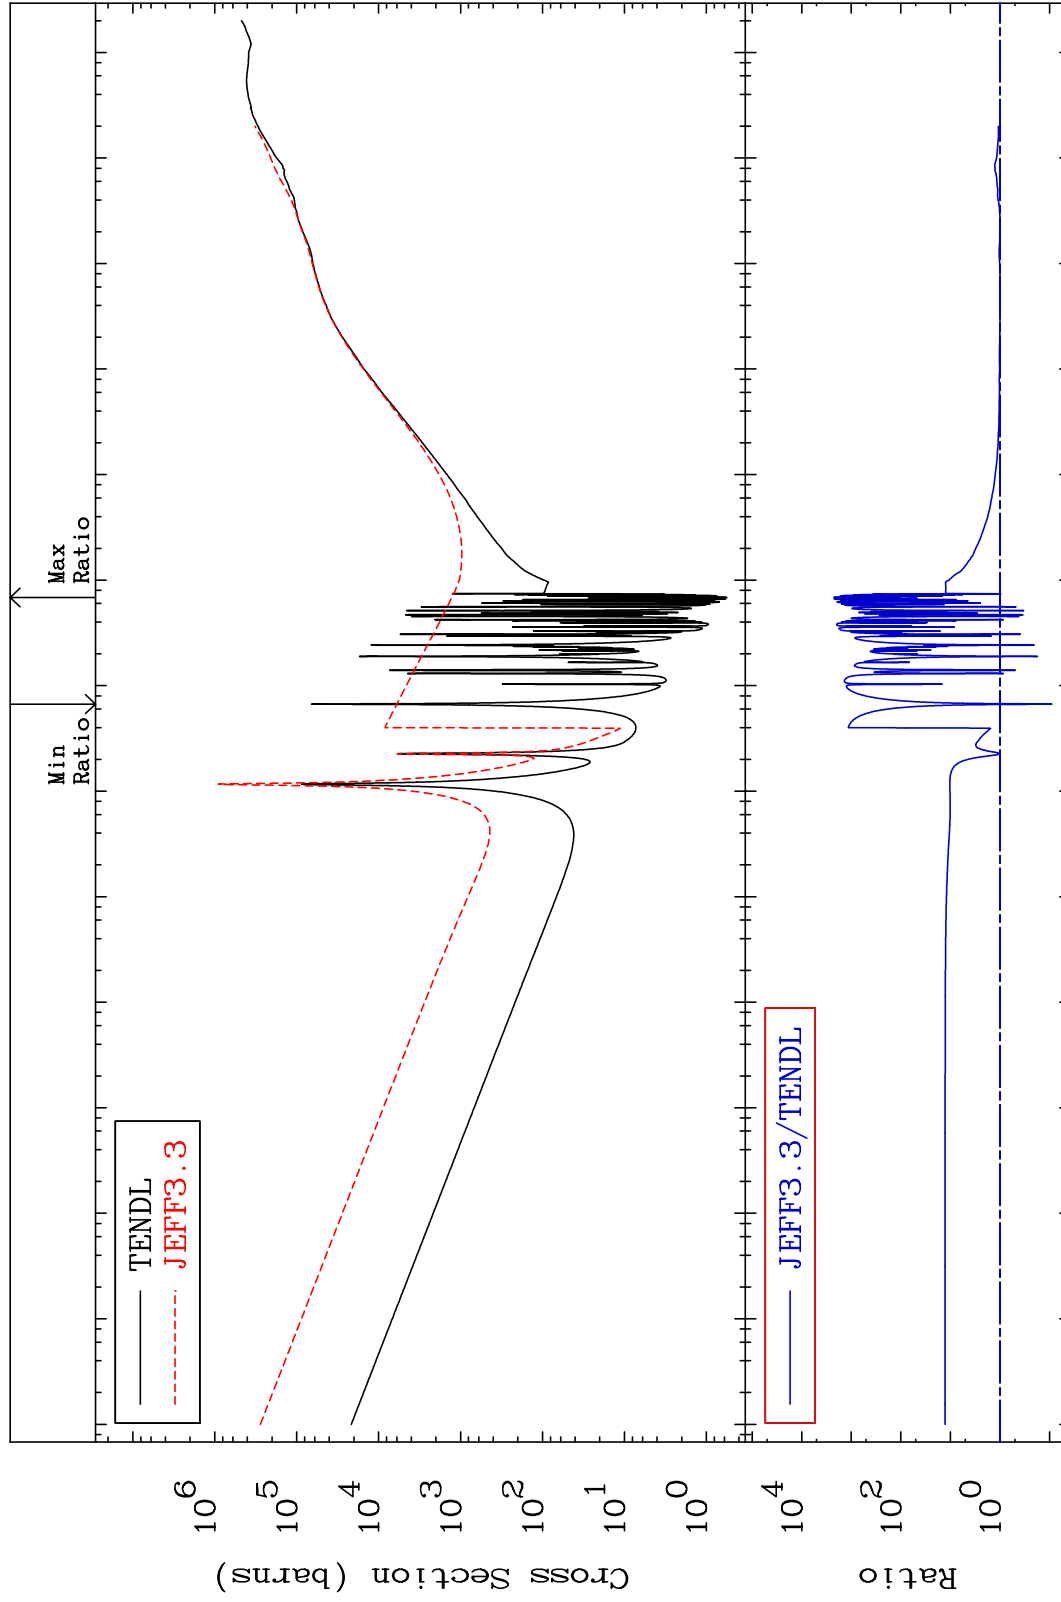 Min
Ratio
Max
Ratio
TENDL
JEFF3.3
10^6
10^5
10^4
10^3
10^2
10^1
10^0
Cross Section (barns)
JEFF3.3/TENDL
10^4
10^2
10^0
Ratio